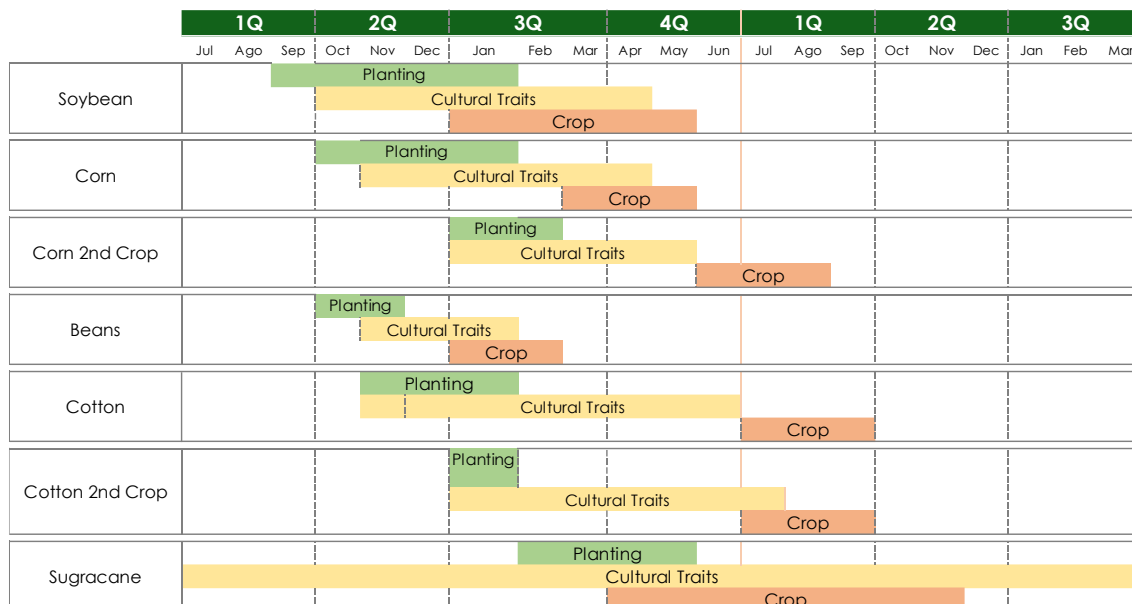 1Q 2Q 3Q 4Q 1Q 2Q 3Q
Jul Ago Sep Oct Nov Dec Jan Feb Mar Apr May Jun Jul Ago Sep Oct Nov Dec Jan Feb Mar
Planting
Soybean
Cultural Traits
Crop
Planting
Corn
Cultural Traits
Crop
Planting
Corn 2nd Crop
Cultural Traits
Crop
Planting
Beans
Cultural Traits
Crop
Planting
Cotton
Cultural Traits
Crop
Planting
Cotton 2nd Crop
Cultural Traits
Crop
Planting
Sugracane
Cultural Traits
Crop